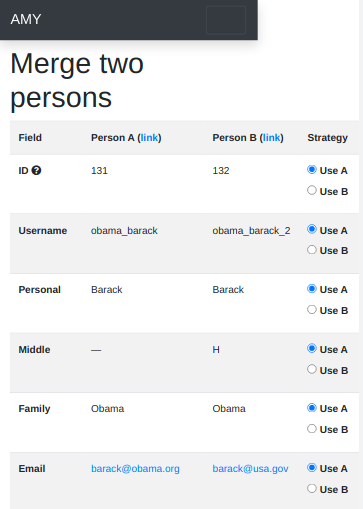 AMY
Merge two
persons
Field Person A (link) Person B (link) Strategy
ID ? 131 132 Use A
Use B
Username obama_barack obama_barack_2 Use A
Use B
Personal Barack Barack Use A
Use B
Middle — H Use A
Use B
Family Obama Obama Use A
Use B
Email barack@obama.org barack@usa.gov Use A
Use B